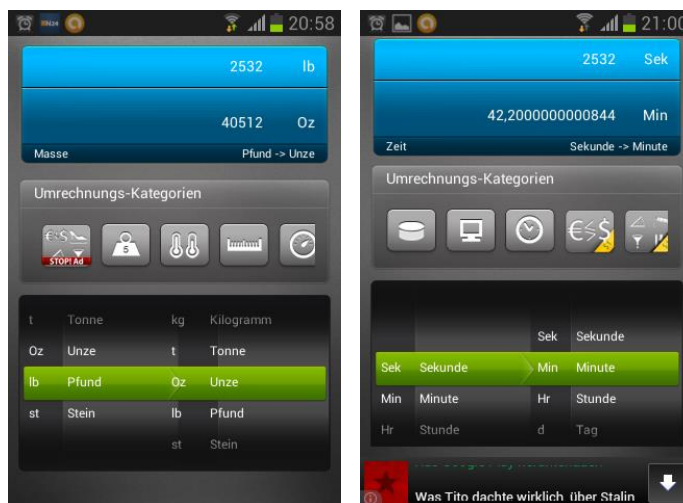 20:58
2532 lb
40512 Oz
Masse Pfund -> Unze
Umrechnungs-Kategorien
€ $ STOP! Ad 5
t Tonne kg Kilogramm
Oz Unze t Tonne
lb Pfund Oz Unze
st Stein lb Pfund
st Stein
21:00
2532 Sek
42,2000000000844 Min
Zeit Sekunde -> Minute
Umrechnungs-Kategorien
€ $
Sek Sekunde
Sek Sekunde Min Minute
Min Minute Hr Stunde
Hr Stunde d Tag
Was Tito dachte wirklich über Stalin